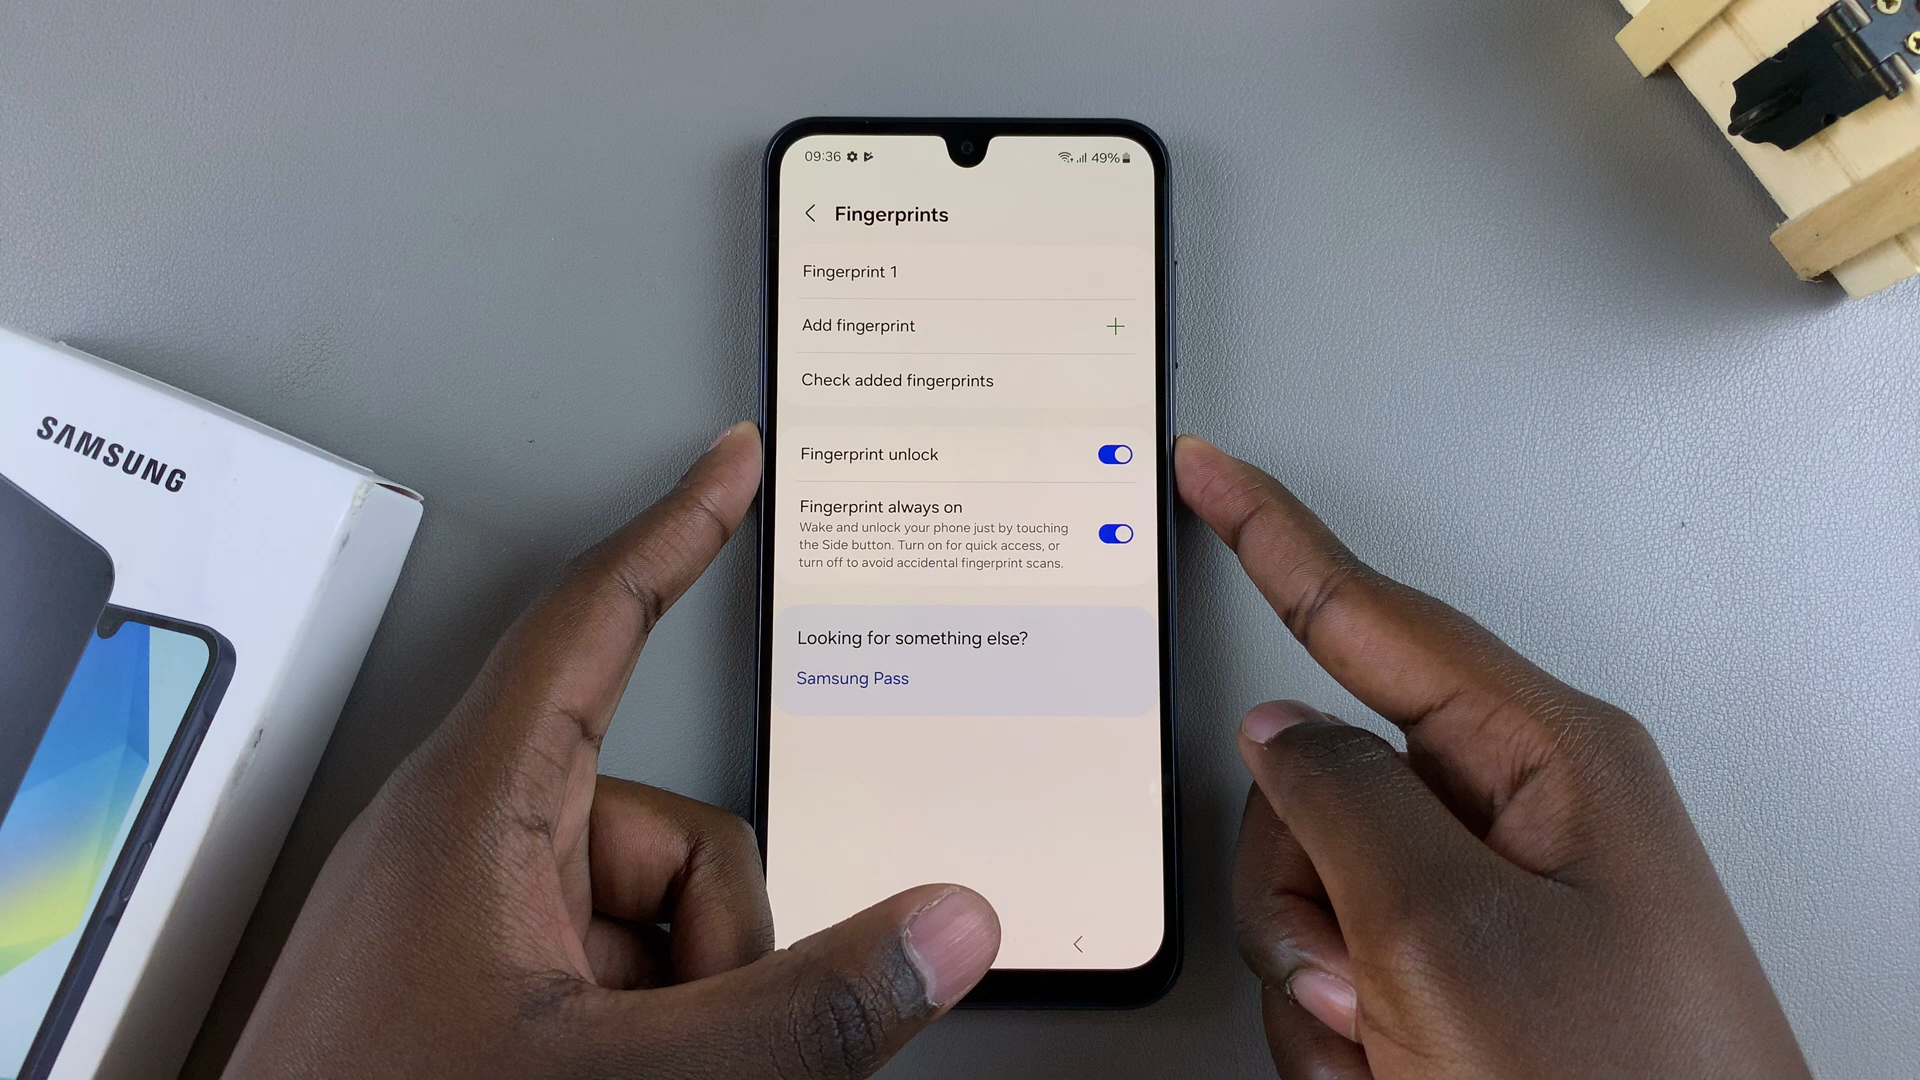 09:36
49%
Fingerprints
Fingerprint 1
Add fingerprint
Check added fingerprints
Fingerprint unlock
Fingerprint always on
Wake and unlock your phone just by touching
the Side button. Turn on for quick access, or
turn off to avoid accidental fingerprint scans.
Looking for something else?
Samsung Pass
SAMSUNG